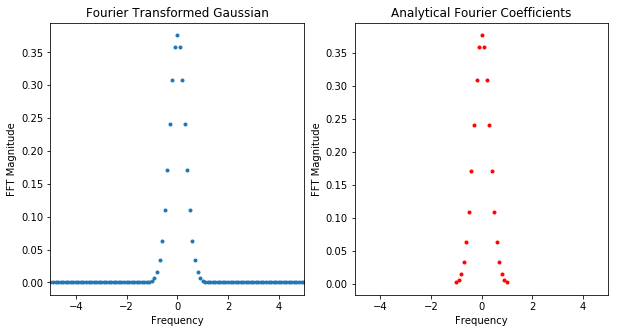 Fourier Transformed Gaussian
0.35
0.30
0.25
0.20
0.15
0.10
0.05
0.00
FFT Magnitude
−4 −2 0 2 4
Frequency
Analytical Fourier Coefficients
0.35
0.30
0.25
0.20
0.15
0.10
0.05
0.00
FFT Magnitude
−4 −2 0 2 4
Frequency